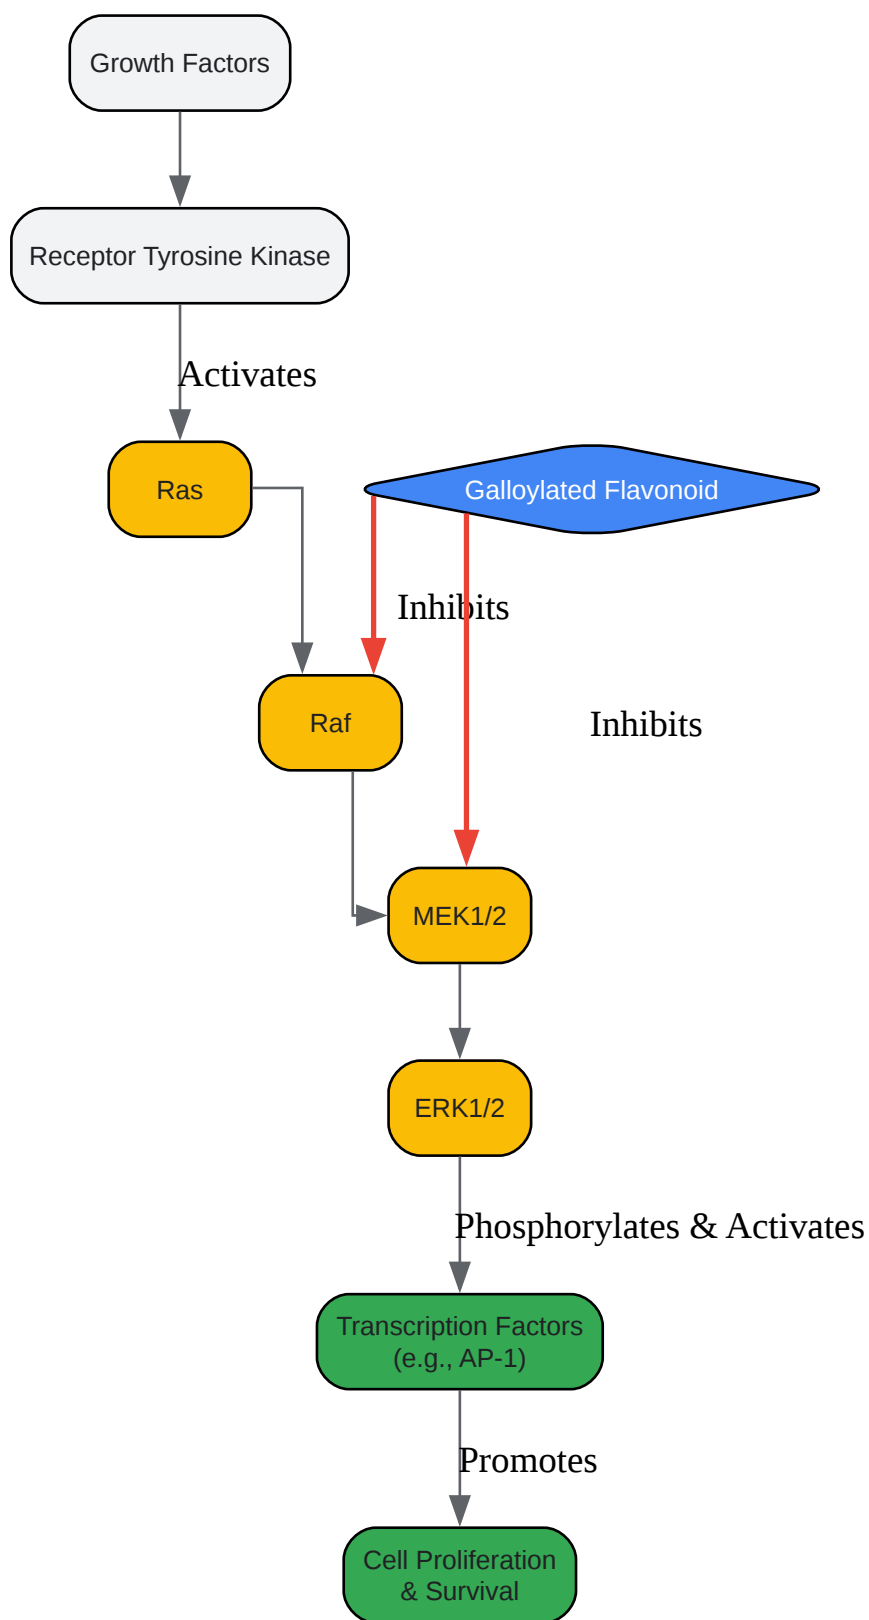 Growth Factors
Receptor Tyrosine Kinase
Activates
Ras
Galloylated Flavonoid
Inhibits
Raf
Inhibits
MEK1/2
ERK1/2
Phosphorylates & Activates
Transcription Factors
(e.g., AP-1)
Promotes
Cell Proliferation
& Survival